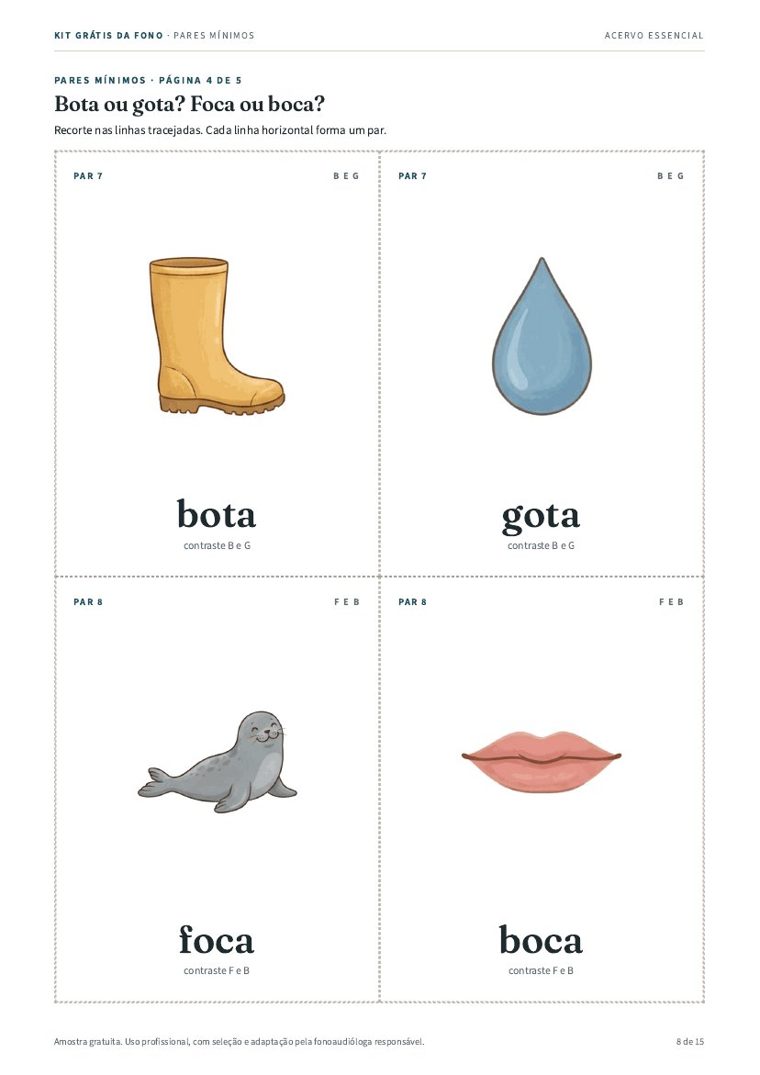 KIT GRÁTIS DA FONO · PARES MÍNIMOS
ACERVO ESSENCIAL
PARES MÍNIMOS · PÁGINA 4 DE 5
Bota ou gota? Foca ou boca?
Recorte nas linhas tracejadas. Cada linha horizontal forma um par.
PAR 7
B E G
PAR 7
B E G
bota
contraste B e G
gota
contraste B e G
PAR 8
F E B
PAR 8
F E B
foca
contraste F e B
boca
contraste F e B
Amostra gratuita. Uso profissional, com seleção e adaptação pela fonoaudióloga responsável.
8 de 15